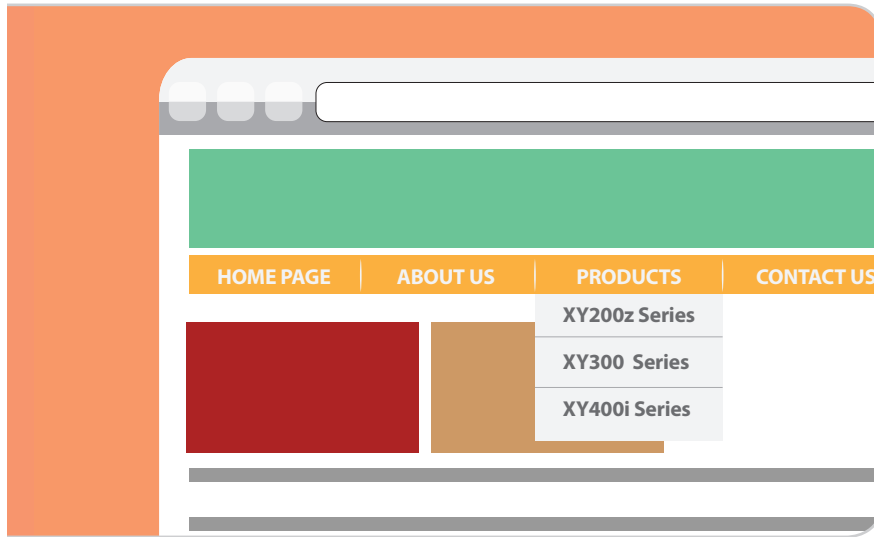 HOME PAGE ABOUT US PRODUCTS CONTACT US
XY200z Series
XY300  Series
XY400i Series